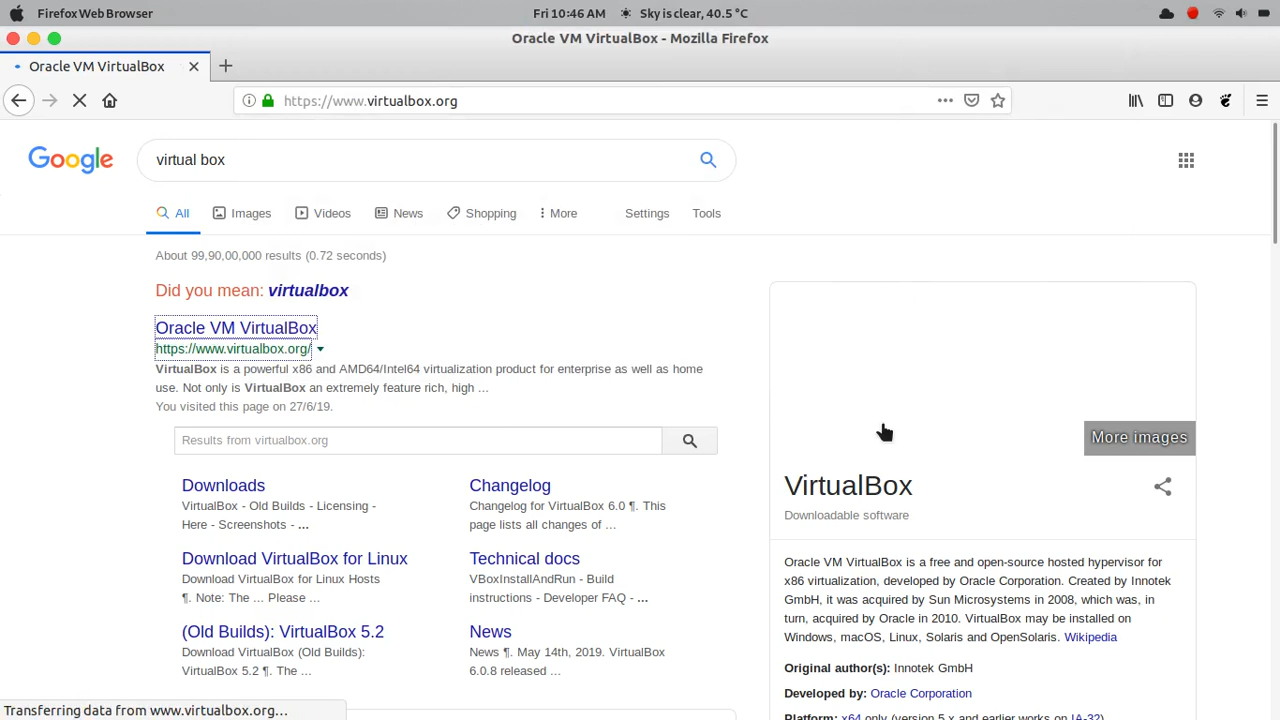 Firefox Web Browser
Fri 10:46 AM
Sky is clear, 40.5 °C
Oracle VM VirtualBox - Mozilla Firefox
Oracle VM VirtualBox
https://www.virtualbox.org
Google
virtual box
All
Images
Videos
News
Shopping
More
Settings
Tools
About 99,90,00,000 results (0.72 seconds)
Did you mean: virtualbox
Oracle VM VirtualBox
https://www.virtualbox.org/
VirtualBox is a powerful x86 and AMD64/Intel64 virtualization product for enterprise as well as home
use. Not only is VirtualBox an extremely feature rich, high ...
You visited this page on 27/6/19.
Results from virtualbox.org
Downloads
VirtualBox - Old Builds - Licensing -
Here - Screenshots - ...
Changelog
Changelog for VirtualBox 6.0 ¶. This
page lists all changes of ...
Download VirtualBox for Linux
Download VirtualBox for Linux Hosts
¶. Note: The ... Please ...
Technical docs
VBoxInstallAndRun - Build
instructions - Developer FAQ - ...
(Old Builds): VirtualBox 5.2
Download VirtualBox (Old Builds):
VirtualBox 5.2 ¶. The ...
News
News ¶. May 14th, 2019. VirtualBox
6.0.8 released ...
More images
VirtualBox
Downloadable software
Oracle VM VirtualBox is a free and open-source hosted hypervisor for
x86 virtualization, developed by Oracle Corporation. Created by Innotek
GmbH, it was acquired by Sun Microsystems in 2008, which was, in
turn, acquired by Oracle in 2010. VirtualBox may be installed on
Windows, macOS, Linux, Solaris and OpenSolaris. Wikipedia
Original author(s): Innotek GmbH
Developed by: Oracle Corporation
Platform: x64 only (version 5.x and earlier works on IA-32)
Transferring data from www.virtualbox.org…